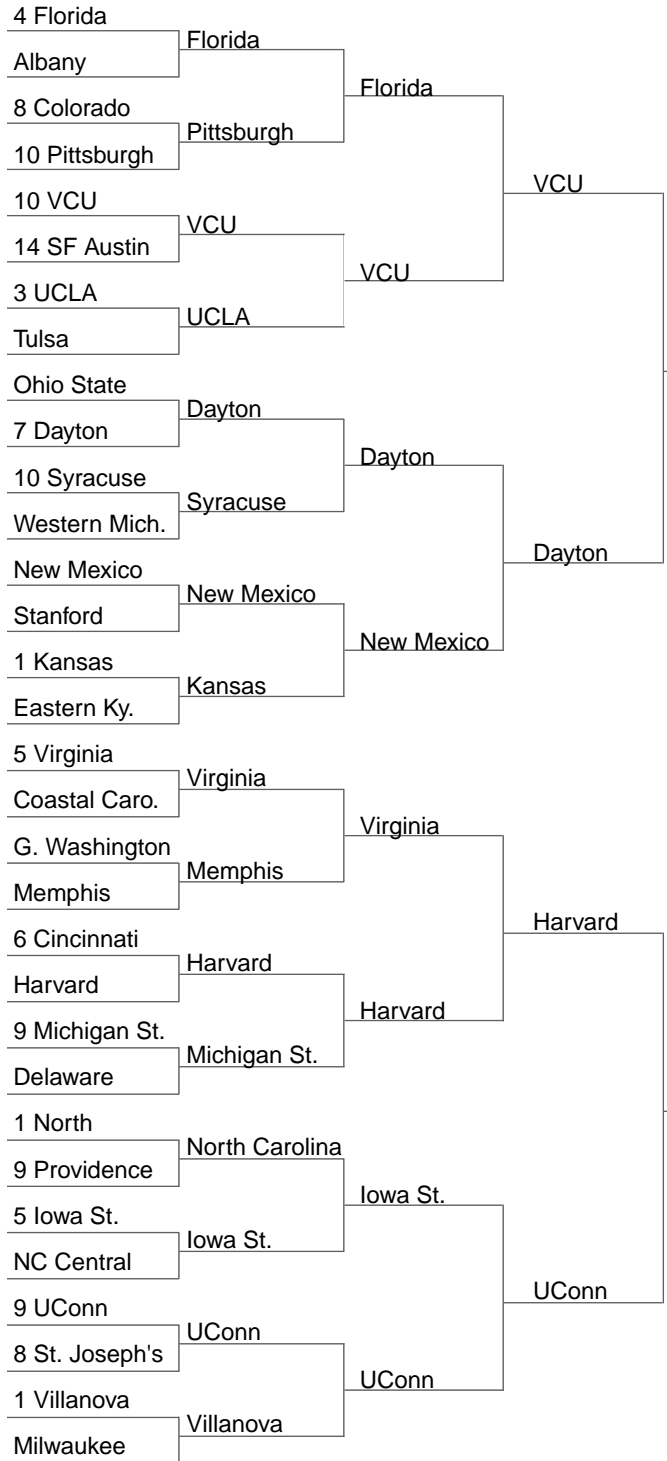 4 Florida
Albany
8 Colorado
10 Pittsburgh
10 VCU
14 SF Austin
3 UCLA
Tulsa
Ohio State
7 Dayton
10 Syracuse
Western Mich.
New Mexico
Stanford
1 Kansas
Eastern Ky.
5 Virginia
Coastal Caro.
G. Washington
Memphis
6 Cincinnati
Harvard
9 Michigan St.
Delaware
1 North
9 Providence
5 Iowa St.
NC Central
9 UConn
8 St. Joseph's
1 Villanova
Milwaukee
Florida
Pittsburgh
VCU
UCLA
Dayton
Syracuse
New Mexico
Kansas
Virginia
Memphis
Harvard
Michigan St.
North Carolina
Iowa St.
UConn
Villanova
Florida
VCU
Dayton
New Mexico
Virginia
Harvard
Iowa St.
UConn
VCU
Dayton
Harvard
UConn